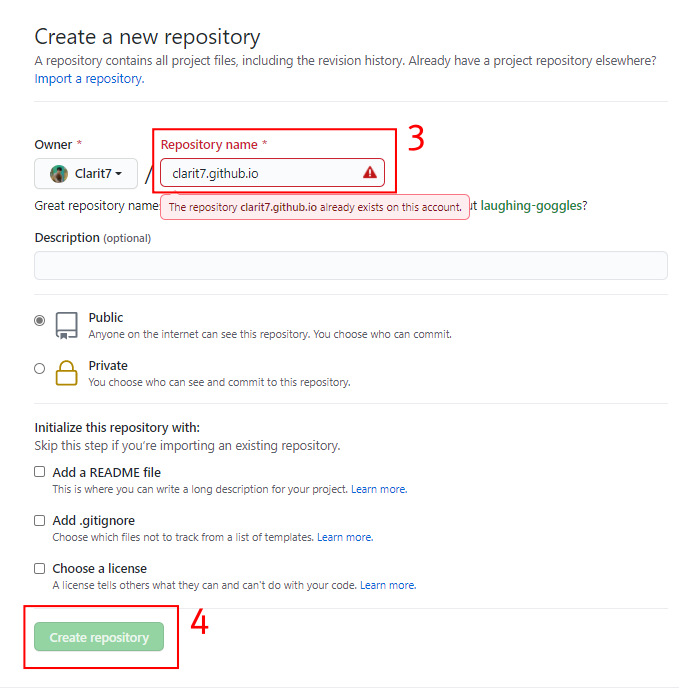 Create a new repository
A repository contains all project files, including the revision history. Already have a project repository elsewhere?
Import a repository.
Owner *
Repository name *
3
Clarit7
/
clarit7.github.io
Great repository name
The repository clarit7.github.io already exists on this account.
t laughing-goggles?
Description (optional)
Public
Anyone on the internet can see this repository. You choose who can commit.
Private
You choose who can see and commit to this repository.
Initialize this repository with:
Skip this step if you're importing an existing repository.
Add a README file
This is where you can write a long description for your project. Learn more.
Add .gitignore
Choose which files not to track from a list of templates. Learn more.
Choose a license
A license tells others what they can and can't do with your code. Learn more.
Create repository
4